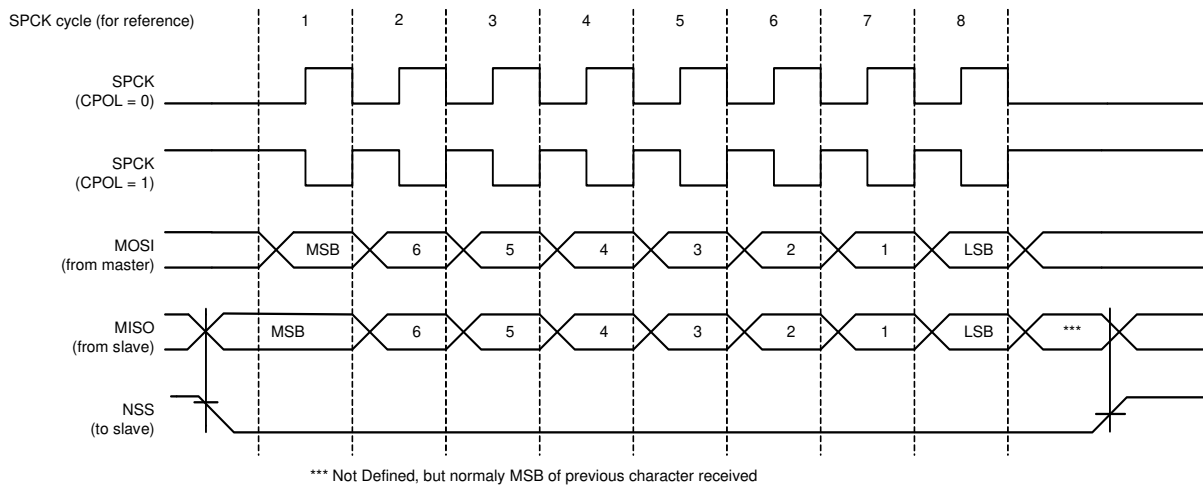 SPCK cycle (for reference) 1 2 3 4 5 6 7 8
SPCK
(CPOL = 0)
SPCK
(CPOL = 1)
MOSI
(from master)
MSB 6 5 4 3 2 1 LSB
MISO
(from slave)
MSB 6 5 4 3 2 1 LSB ***
NSS
(to slave)
*** Not Defined, but normaly MSB of previous character received